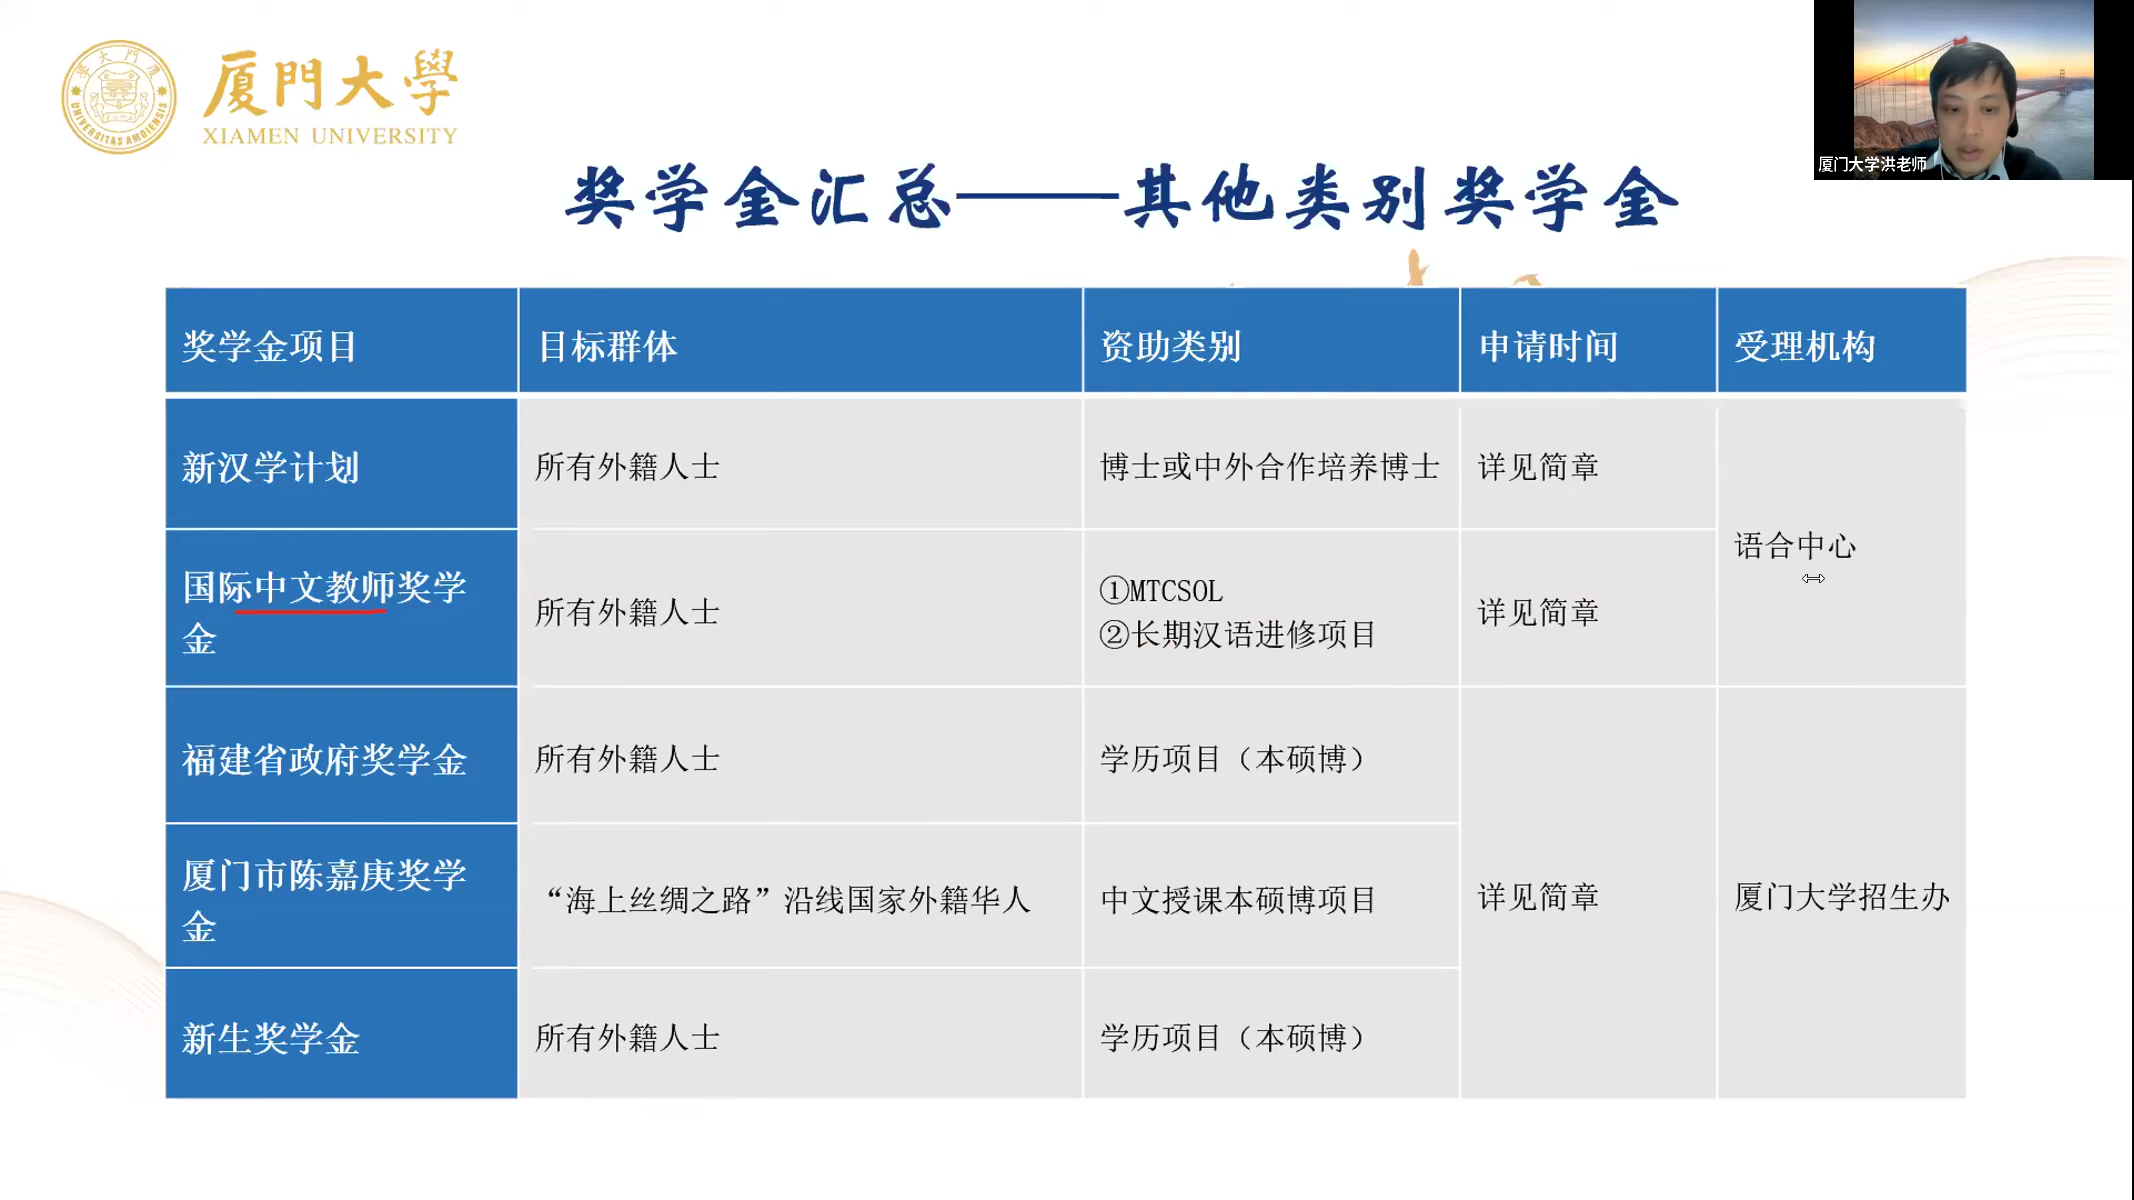 厦門大學
XIAMEN UNIVERSITY
UNIVERSITAS AMOIENSIS
厦门大学洪老师
奖学金汇总——其他类别奖学金
奖学金项目 目标群体 资助类别 申请时间 受理机构
新汉学计划 所有外籍人士 博士或中外合作培养博士 详见简章
语合中心
国际中文教师奖学
金
所有外籍人士
①MTCSOL
②长期汉语进修项目
详见简章
福建省政府奖学金 所有外籍人士 学历项目（本硕博）
厦门市陈嘉庚奖学
金
“海上丝绸之路”沿线国家外籍华人 中文授课本硕博项目 详见简章 厦门大学招生办
新生奖学金 所有外籍人士 学历项目（本硕博）